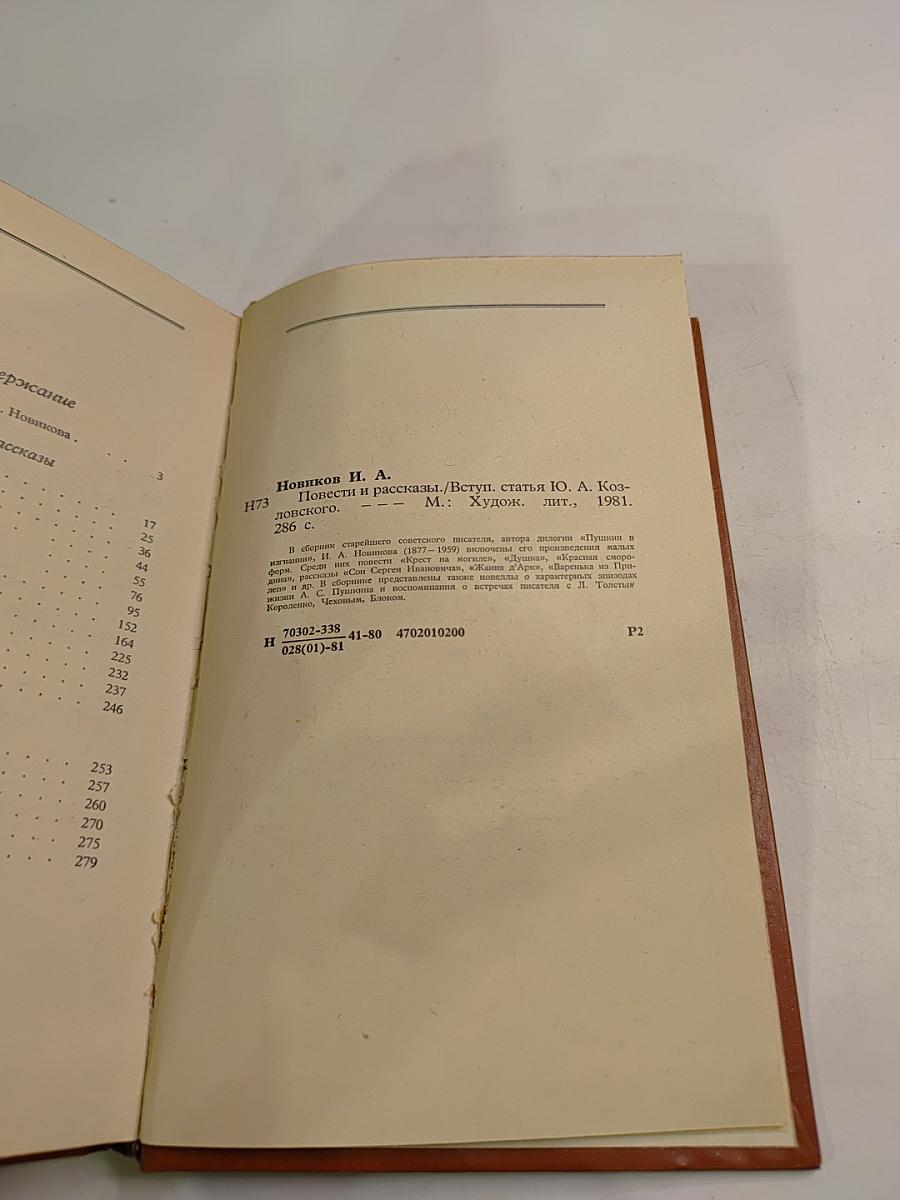 ержание
. Новикова .
3
ассказы
17
25
36
44
55
76
95
152
164
225
232
237
246
253
257
260
270
275
279
Новиков И. А.
Н73 Повести и рассказы./Вступ. статья Ю. А. Коз-
ловского. – – – М.: Худож. лит., 1981.
286 с.
В сборник старейшего советского писателя, автора дилогии «Пушкин в
изгнании», И. А. Новикова (1877–1959) включены его произведения малых
форм. Среди них повести «Крест на могиле», «Душка», «Красная сморо-
дина», рассказы «Сон Сергея Ивановича», «Жанна д'Арк», «Варенька из При-
леп» и др. В сборнике представлены также новеллы о характерных эпизодах
жизни А. С. Пушкина и воспоминания о встречах писателя с Л. Толстым
Короленко, Чеховым, Блоком.
Н 70302-338 41-80 4702010200 Р2
028(01)-81